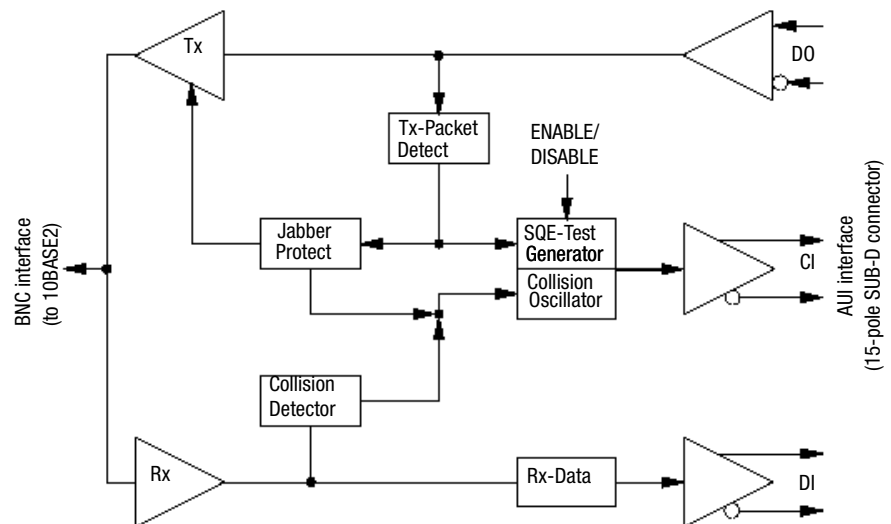 Tx
DO
Tx-Packet
Detect
ENABLE/
DISABLE
Jabber
Protect
SQE-Test
Generator
Collision
Oscillator
CI
BNC interface
(to 10BASE2)
AUI interface
(15-pole SUB-D connector)
Collision
Detector
Rx
Rx-Data
DI